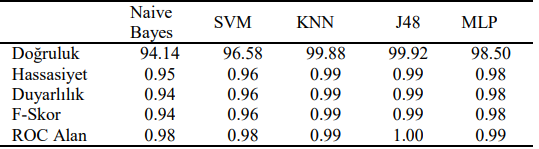 Naive Bayes SVM KNN J48 MLP
Doğruluk 94.14 96.58 99.88 99.92 98.50
Hassasiyet 0.95 0.96 0.99 0.99 0.98
Duyarlılık 0.94 0.96 0.99 0.99 0.98
F-Skor 0.94 0.96 0.99 0.99 0.98
ROC Alan 0.98 0.98 0.99 1.00 0.99